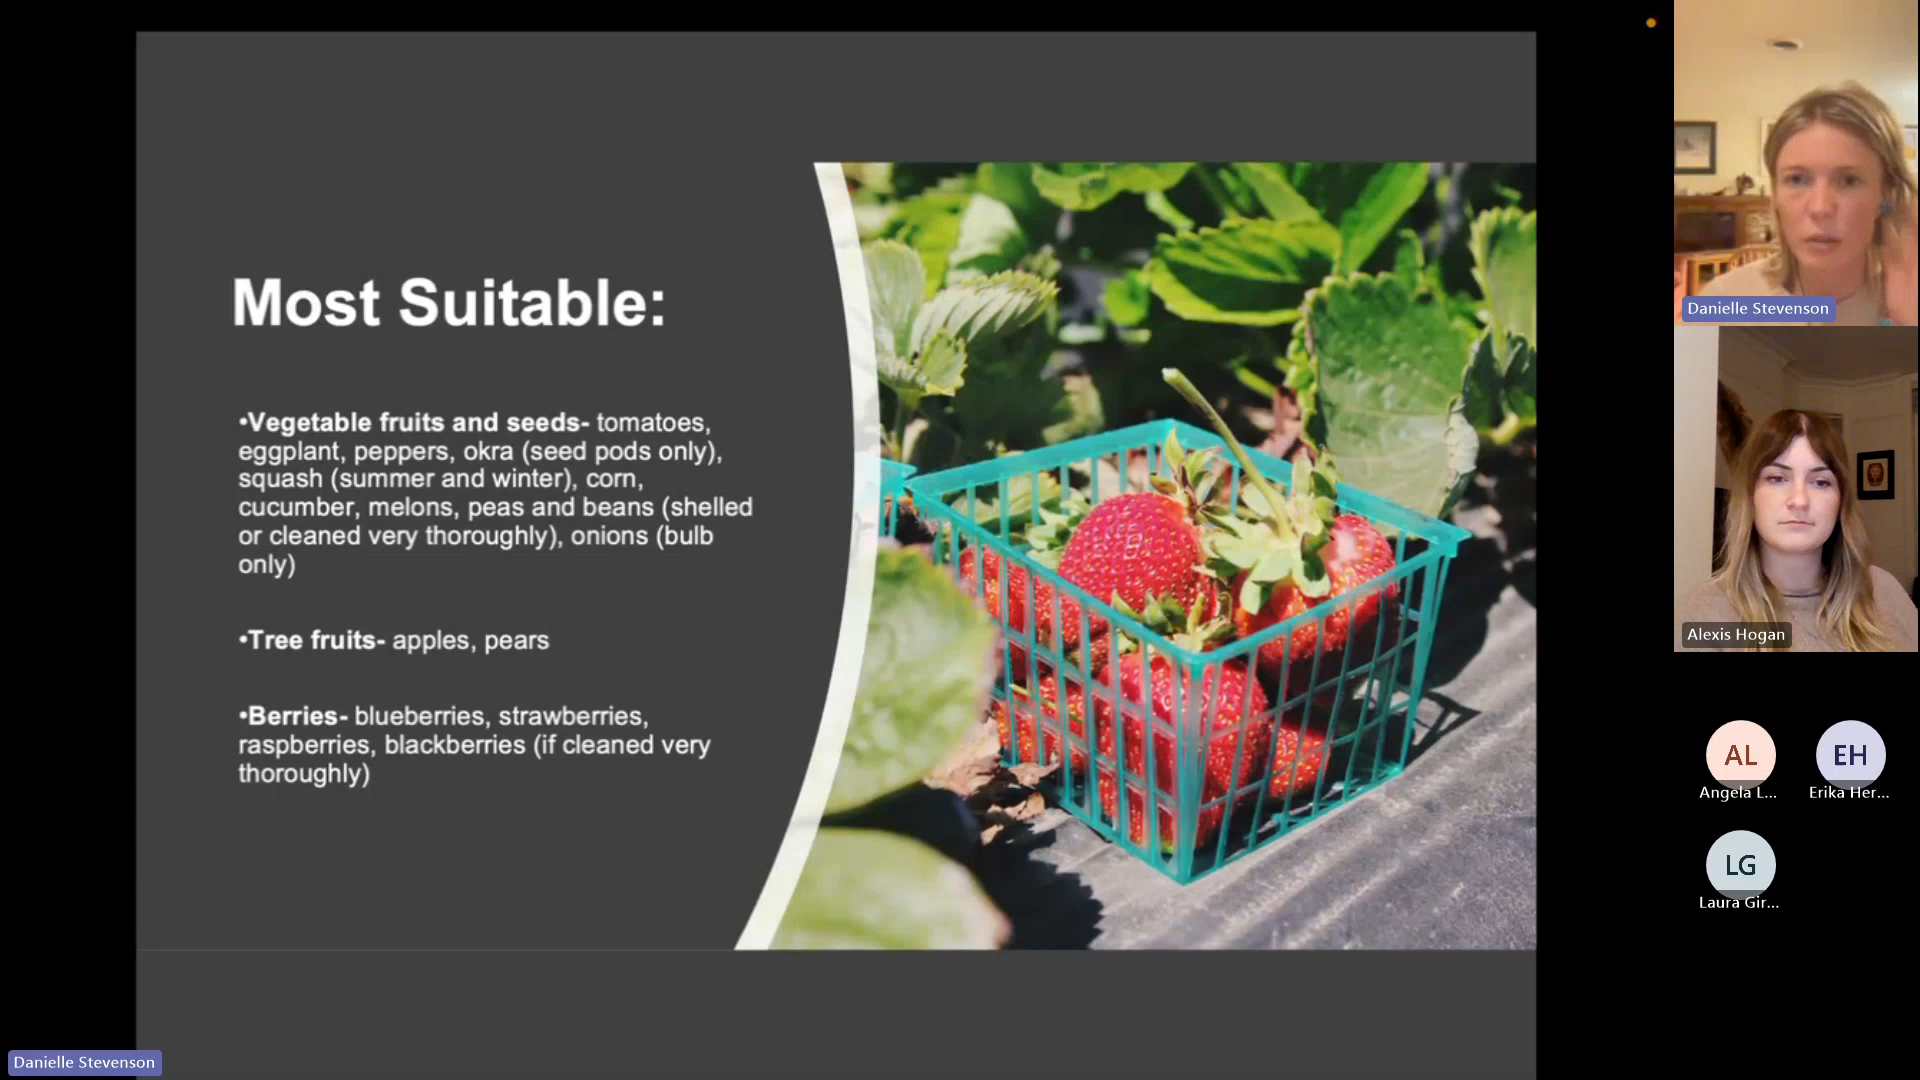 Most Suitable:
•Vegetable fruits and seeds- tomatoes,
eggplant, peppers, okra (seed pods only),
squash (summer and winter), corn,
cucumber, melons, peas and beans (shelled
or cleaned very thoroughly), onions (bulb
only)
•Tree fruits- apples, pears
•Berries- blueberries, strawberries,
raspberries, blackberries (if cleaned very
thoroughly)
Danielle Stevenson
Alexis Hogan
AL
Angela L...
EH
Erika Her...
LG
Laura Gir...
Danielle Stevenson